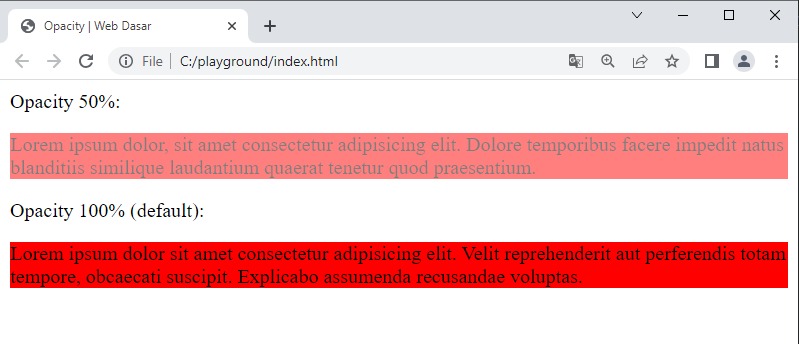 Opacity | Web Dasar
File | C:/playground/index.html
Opacity 50%:
Lorem ipsum dolor, sit amet consectetur adipisicing elit. Dolore temporibus facere impedit natus
blanditiis similique laudantium quaerat tenetur quod praesentium.
Opacity 100% (default):
Lorem ipsum dolor sit amet consectetur adipisicing elit. Velit reprehenderit aut perferendis totam
tempore, obcaecati suscipit. Explicabo assumenda recusandae voluptas.